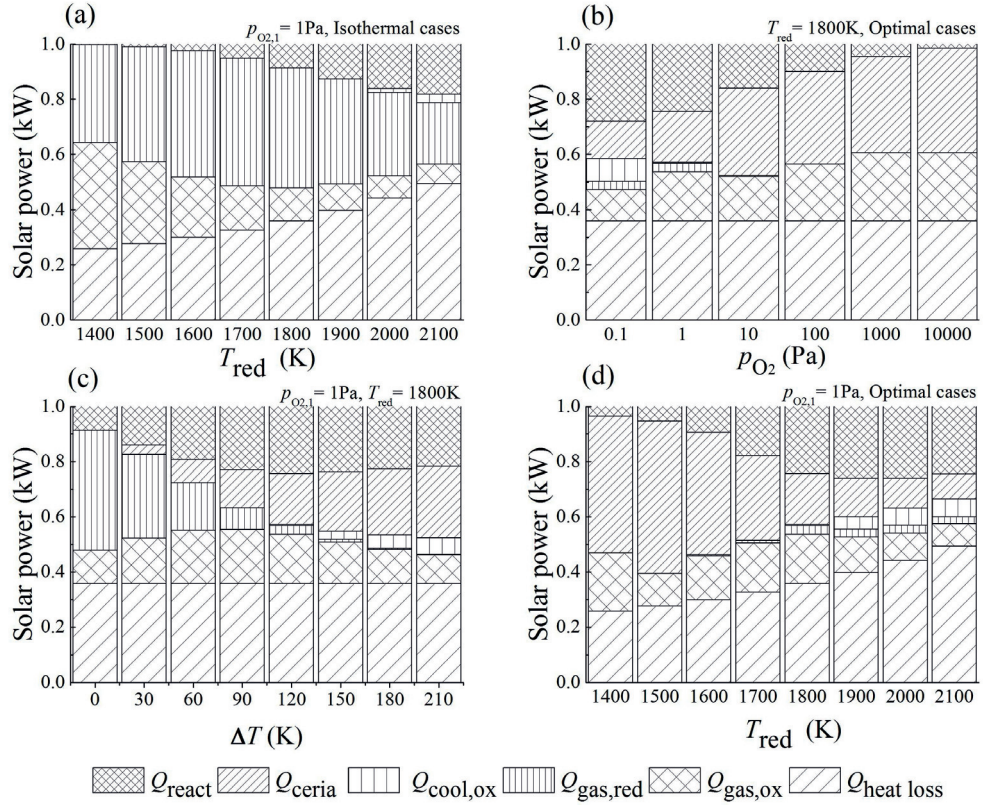 (a)
p_O2,1 = 1Pa, Isothermal cases
1.0
0.8
0.6
0.4
0.2
0.0
Solar power (kW)
1400 1500 1600 1700 1800 1900 2000 2100
T_red (K)
(b)
T_red = 1800K, Optimal cases
1.0
0.8
0.6
0.4
0.2
0.0
Solar power (kW)
0.1 1 10 100 1000 10000
p_O2 (Pa)
(c)
p_O2,1 = 1Pa, T_red = 1800K
1.0
0.8
0.6
0.4
0.2
0.0
Solar power (kW)
0 30 60 90 120 150 180 210
ΔT (K)
(d)
p_O2,1 = 1Pa, Optimal cases
1.0
0.8
0.6
0.4
0.2
0.0
Solar power (kW)
1400 1500 1600 1700 1800 1900 2000 2100
T_red (K)
Q_react Q_ceria Q_cool,ox Q_gas,red Q_gas,ox Q_heat loss